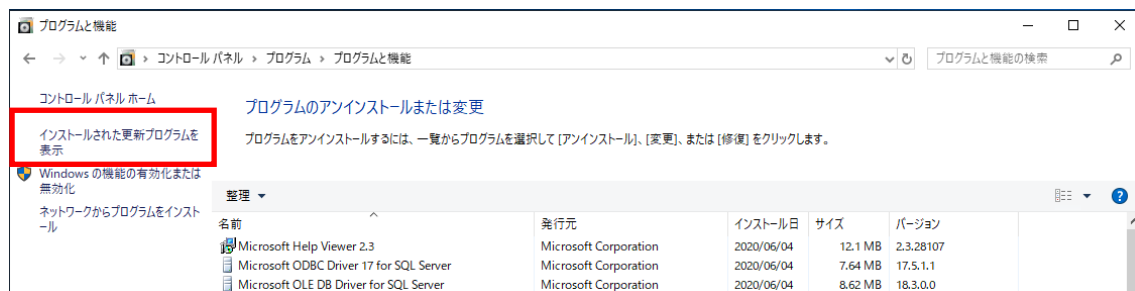 プログラムと機能
コントロール パネル > プログラム > プログラムと機能
プログラムと機能の検索
コントロール パネル ホーム
インストールされた更新プログラムを
表示
Windows の機能の有効化または
無効化
ネットワークからプログラムをインスト
ール
プログラムのアンインストールまたは変更
プログラムをアンインストールするには、一覧からプログラムを選択して [アンインストール]、[変更]、または [修復] をクリックします。
整理
名前 発行元 インストール日 サイズ バージョン
Microsoft Help Viewer 2.3 Microsoft Corporation 2020/06/04 12.1 MB 2.3.28107
Microsoft ODBC Driver 17 for SQL Server Microsoft Corporation 2020/06/04 7.64 MB 17.5.1.1
Microsoft OLE DB Driver for SQL Server Microsoft Corporation 2020/06/04 8.62 MB 18.3.0.0